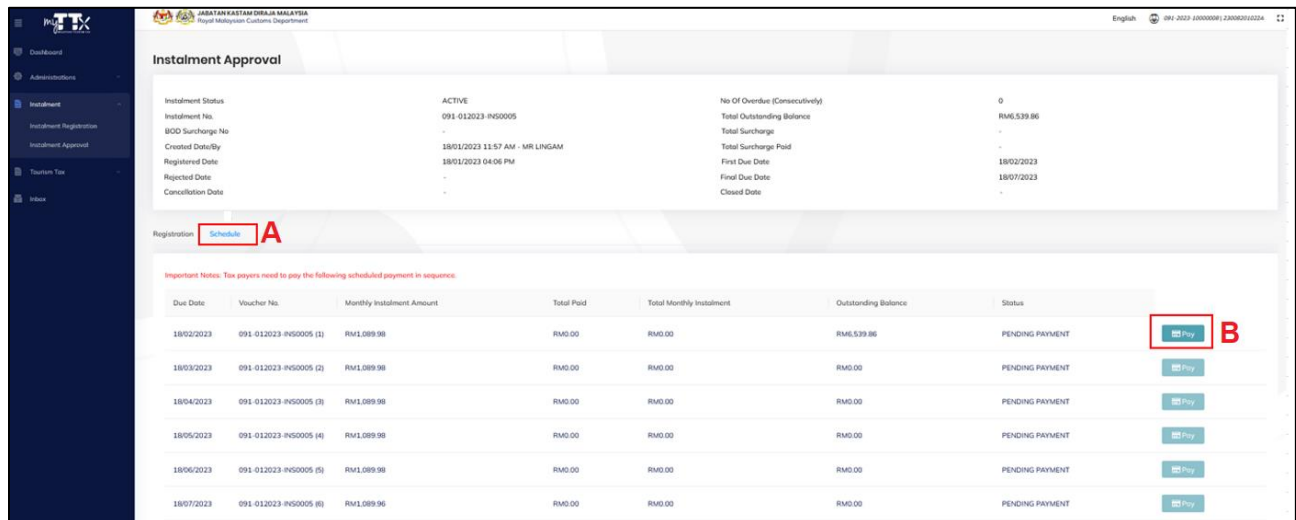 myTTX
JABATAN KASTAM DIRAJA MALAYSIA
Royal Malaysian Customs Department
English 091-2023-10000008 | 23008201022A
Dashboard
Administrations
Instalment
Instalment Registration
Instalment Approval
Tourism Tax
Inbox
Instalment Approval
Instalment Status ACTIVE No Of Overdue (Consecutively) 0
Instalment No. 091-012023-INS0005 Total Outstanding Balance RM6,539.86
BOD Surcharge No - Total Surcharge -
Created Date/By 18/01/2023 11:57 AM - MR LINGAM Total Surcharge Paid -
Registered Date 18/01/2023 04:06 PM First Due Date 18/02/2023
Rejected Date - Final Due Date 18/07/2023
Cancellation Date - Closed Date -
Registration Schedule A
Important Notes: Tax payers need to pay the following scheduled payment in sequence.
Due Date Voucher No. Monthly Instalment Amount Total Paid Total Monthly Instalment Outstanding Balance Status
18/02/2023 091-012023-INS0005 (1) RM1,089.98 RM0.00 RM0.00 RM6,539.86 PENDING PAYMENT Pay B
18/03/2023 091-012023-INS0005 (2) RM1,089.98 RM0.00 RM0.00 RM0.00 PENDING PAYMENT Pay
18/04/2023 091-012023-INS0005 (3) RM1,089.98 RM0.00 RM0.00 RM0.00 PENDING PAYMENT Pay
18/05/2023 091-012023-INS0005 (4) RM1,089.98 RM0.00 RM0.00 RM0.00 PENDING PAYMENT Pay
18/06/2023 091-012023-INS0005 (5) RM1,089.98 RM0.00 RM0.00 RM0.00 PENDING PAYMENT Pay
18/07/2023 091-012023-INS0005 (6) RM1,089.96 RM0.00 RM0.00 RM0.00 PENDING PAYMENT Pay